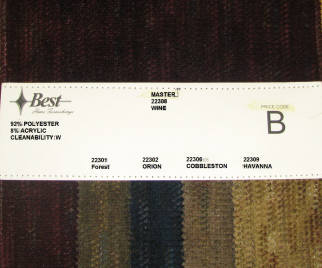 Best
Home Furnishings
MASTER
22308
WINE
PRICE CODE
B
92% POLYESTER
8% ACRYLIC
CLEANABILITY:W
22301 22302 22306 22309
Forest ORION COBBLESTON HAVANNA